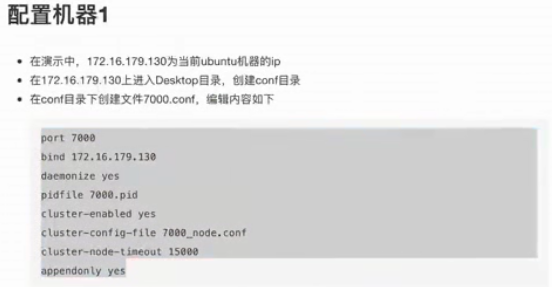 配置机器1
在演示中，172.16.179.130为当前ubuntu机器的ip
在172.16.179.130上进入Desktop目录，创建conf目录
在conf目录下创建文件7000.conf，编辑内容如下
port 7000
bind 172.16.179.130
daemonize yes
pidfile 7000.pid
cluster-enabled yes
cluster-config-file 7000_node.conf
cluster-node-timeout 15000
appendonly yes